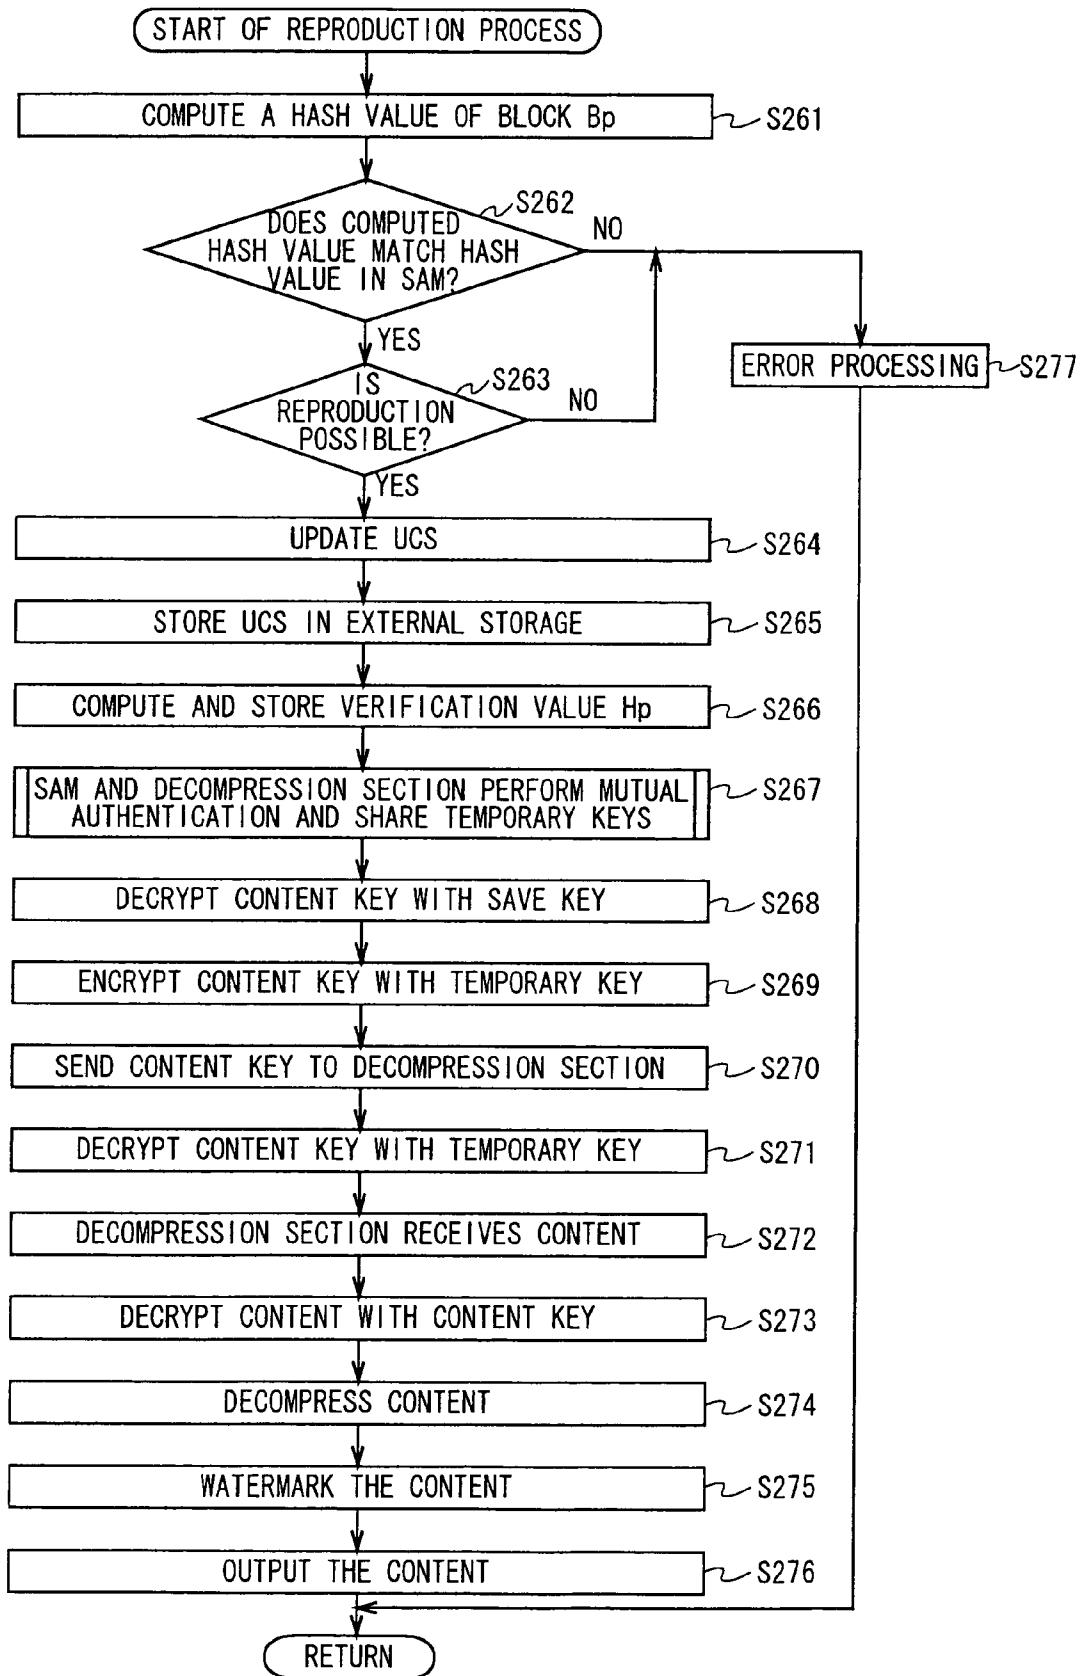 START OF REPRODUCTION PROCESS
COMPUTE A HASH VALUE OF BLOCK Bp
S261
S262
DOES COMPUTED
HASH VALUE MATCH HASH
VALUE IN SAM?
NO
YES
S263
IS
REPRODUCTION
POSSIBLE?
NO
ERROR PROCESSING
S277
YES
UPDATE UCS
S264
STORE UCS IN EXTERNAL STORAGE
S265
COMPUTE AND STORE VERIFICATION VALUE Hp
S266
SAM AND DECOMPRESSION SECTION PERFORM MUTUAL
AUTHENTICATION AND SHARE TEMPORARY KEYS
S267
DECRYPT CONTENT KEY WITH SAVE KEY
S268
ENCRYPT CONTENT KEY WITH TEMPORARY KEY
S269
SEND CONTENT KEY TO DECOMPRESSION SECTION
S270
DECRYPT CONTENT KEY WITH TEMPORARY KEY
S271
DECOMPRESSION SECTION RECEIVES CONTENT
S272
DECRYPT CONTENT WITH CONTENT KEY
S273
DECOMPRESS CONTENT
S274
WATERMARK THE CONTENT
S275
OUTPUT THE CONTENT
S276
RETURN